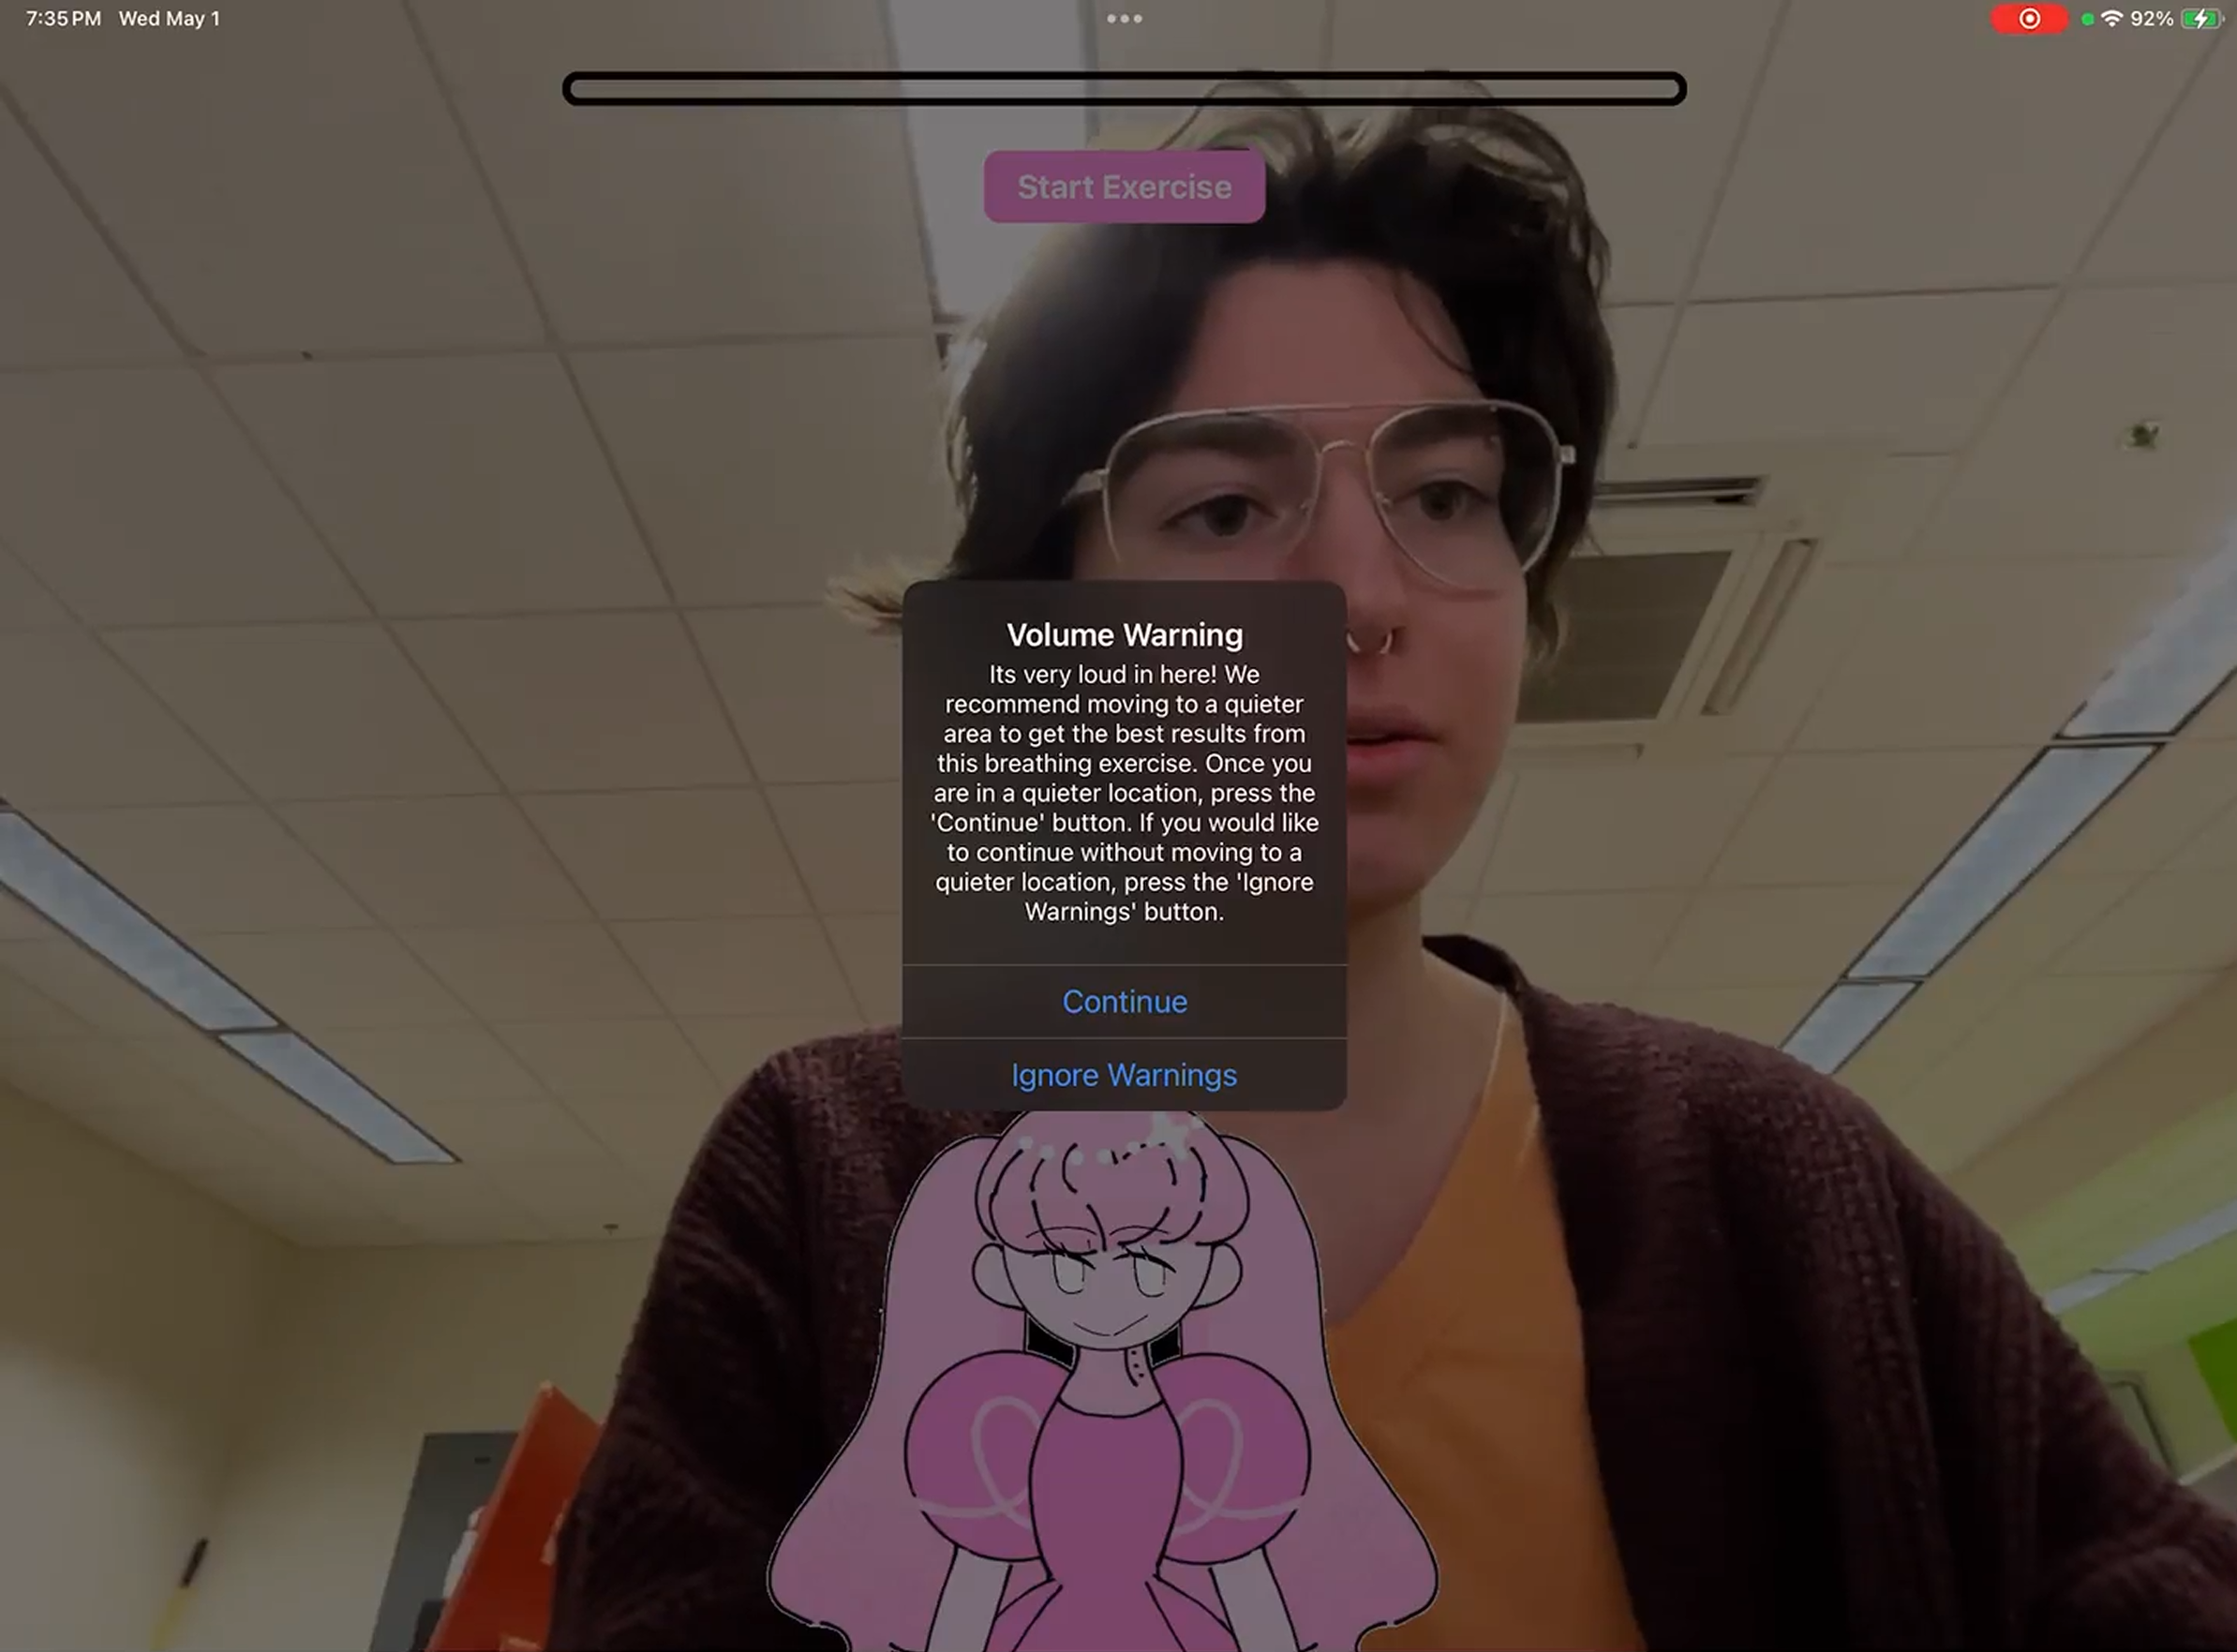 7:35 PM Wed May 1
92%
Start Exercise
Volume Warning
Its very loud in here! We
recommend moving to a quieter
area to get the best results from
this breathing exercise. Once you
are in a quieter location, press the
'Continue' button. If you would like
to continue without moving to a
quieter location, press the 'Ignore
Warnings' button.
Continue
Ignore Warnings